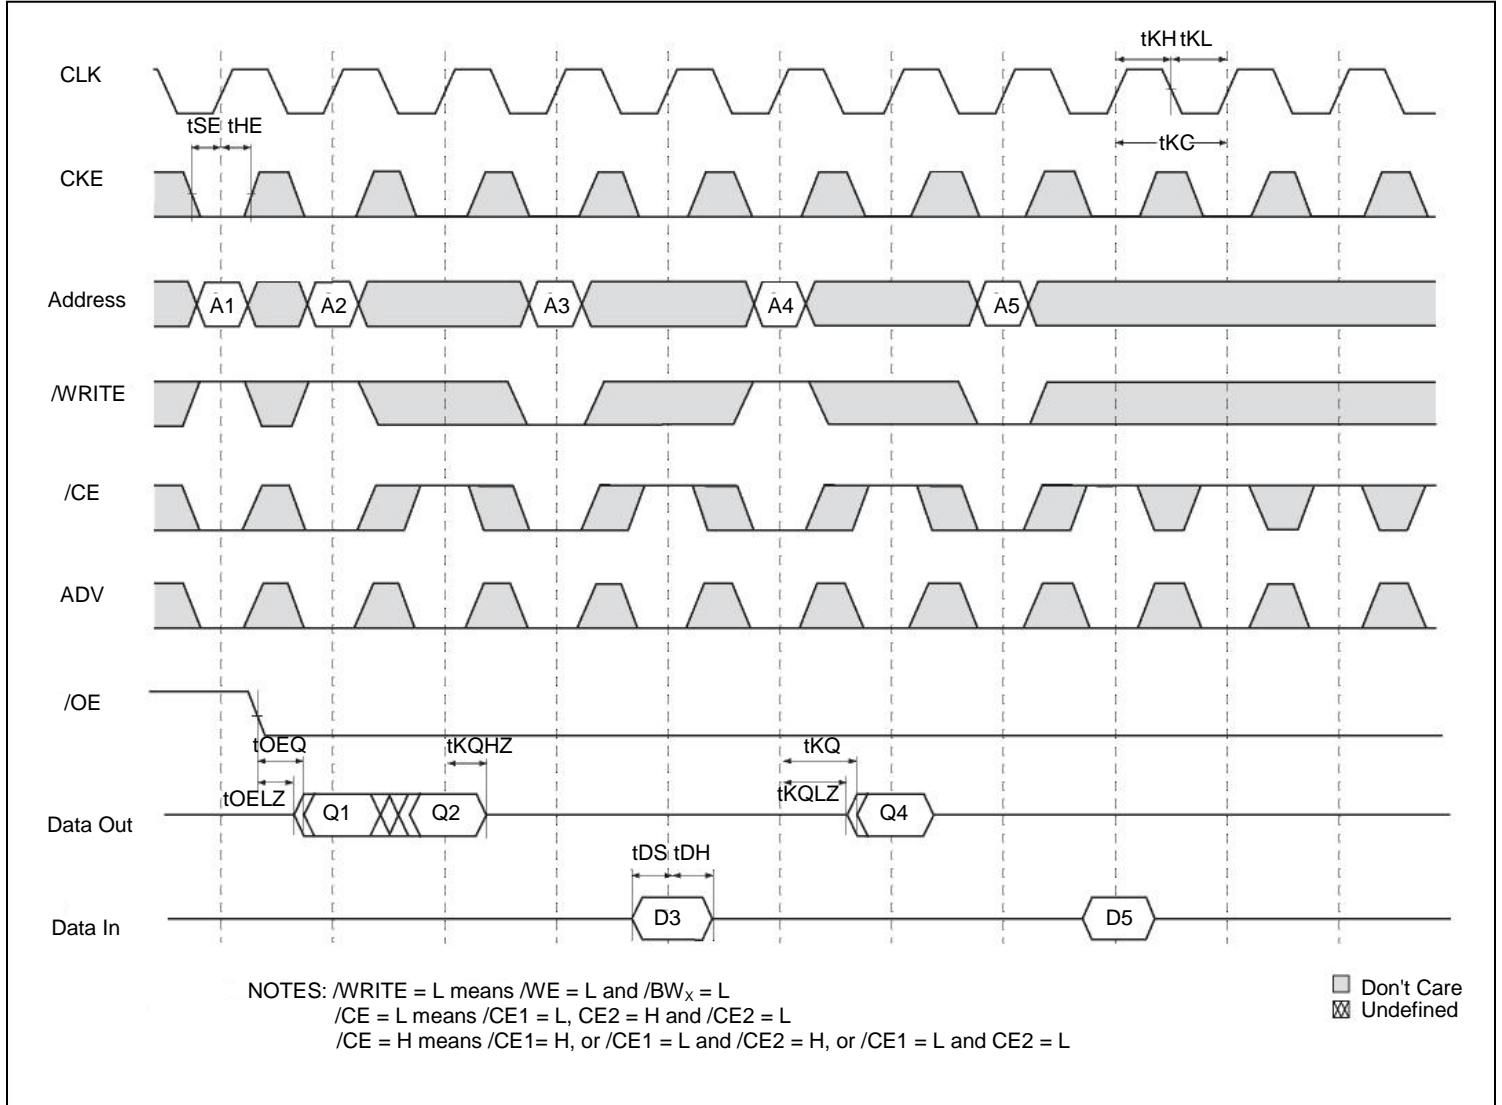 tKH tKL
CLK
tSE tHE
tKC
CKE
Address
A1 A2 A3 A4 A5
/WRITE
/CE
ADV
/OE
tOEQ tKQHZ tKQ
tOELZ tKQLZ
Q1 Q2 Q4
Data Out
tDS tDH
D3 D5
Data In
NOTES: /WRITE = L means /WE = L and /BWX = L
/CE = L means /CE1 = L, CE2 = H and /CE2 = L
/CE = H means /CE1= H, or /CE1 = L and /CE2 = H, or /CE1 = L and CE2 = L
Don't Care
Undefined